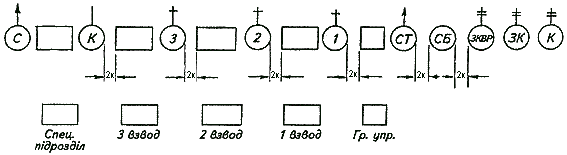 С К 3 2 1 СТ СБ ЗКВР ЗК К
2к 2к 2к 2к 2к 2к
Спец. підрозділ
3 взвод 2 взвод 1 взвод Гр. упр.